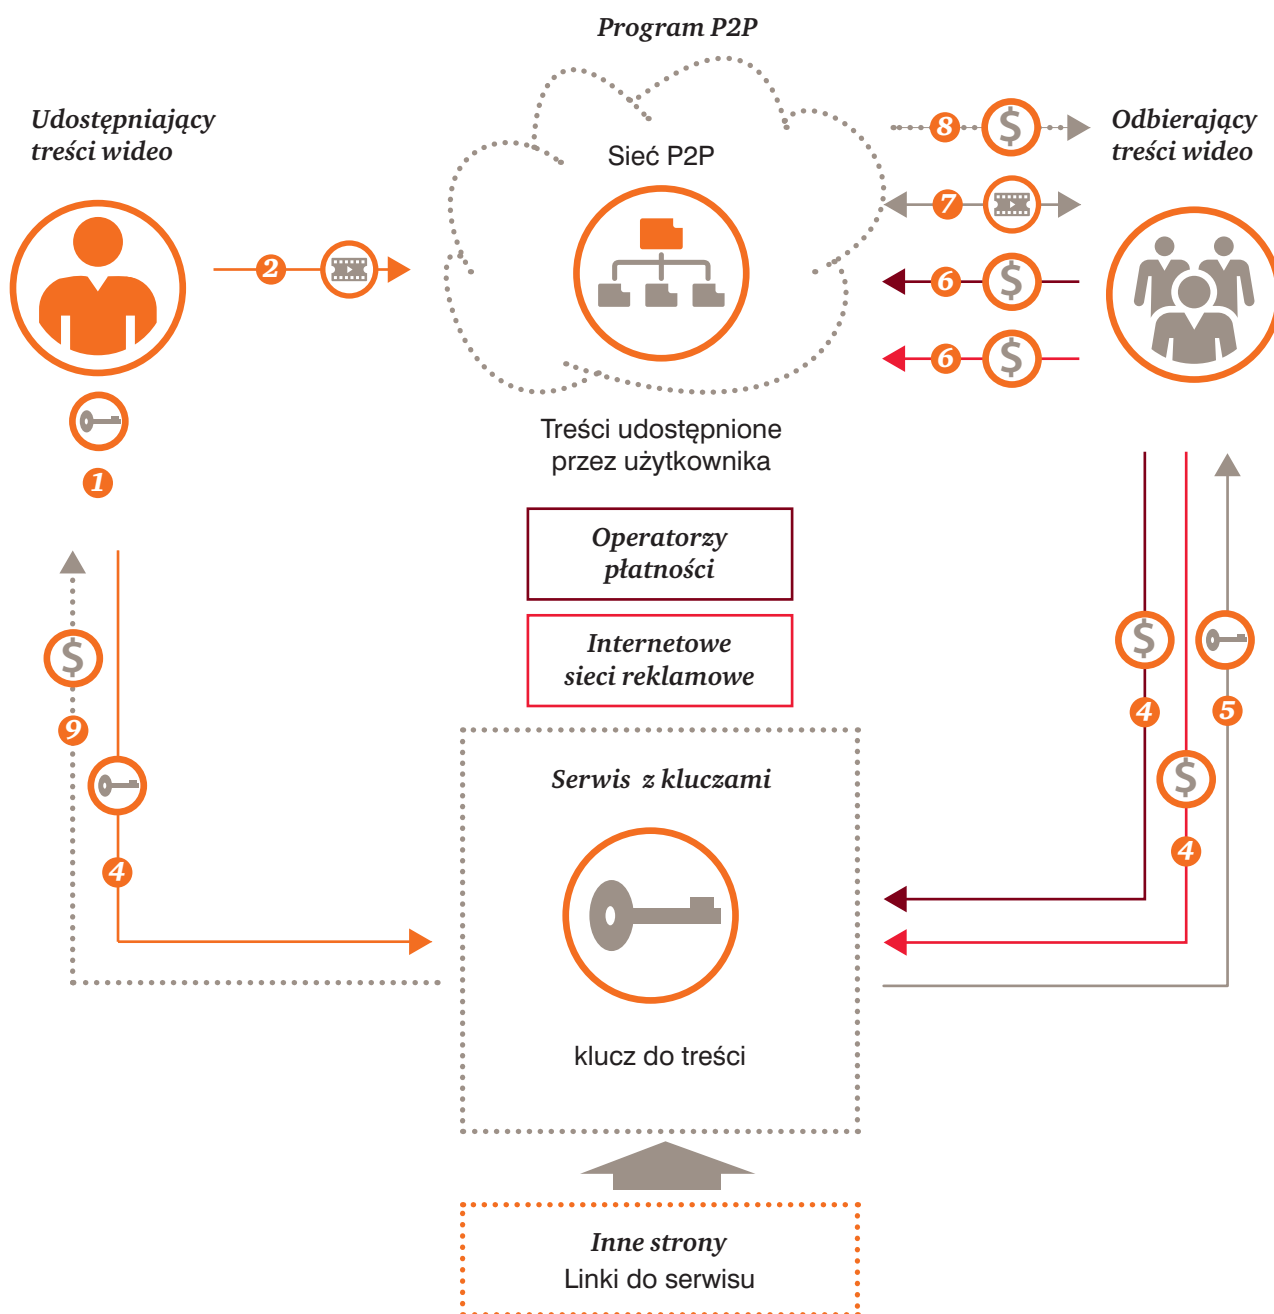 Program P2P
Udostępniający
treści wideo
Sieć P2P
8
$
Odbierający
treści wideo
7
2
6
$
6
$
1
Treści udostępnione
przez użytkownika
Operatorzy
płatności
Internetowe
sieci reklamowe
$
9
4
$
4
5
$
4
Serwis z kluczami
klucz do treści
Inne strony
Linki do serwisu